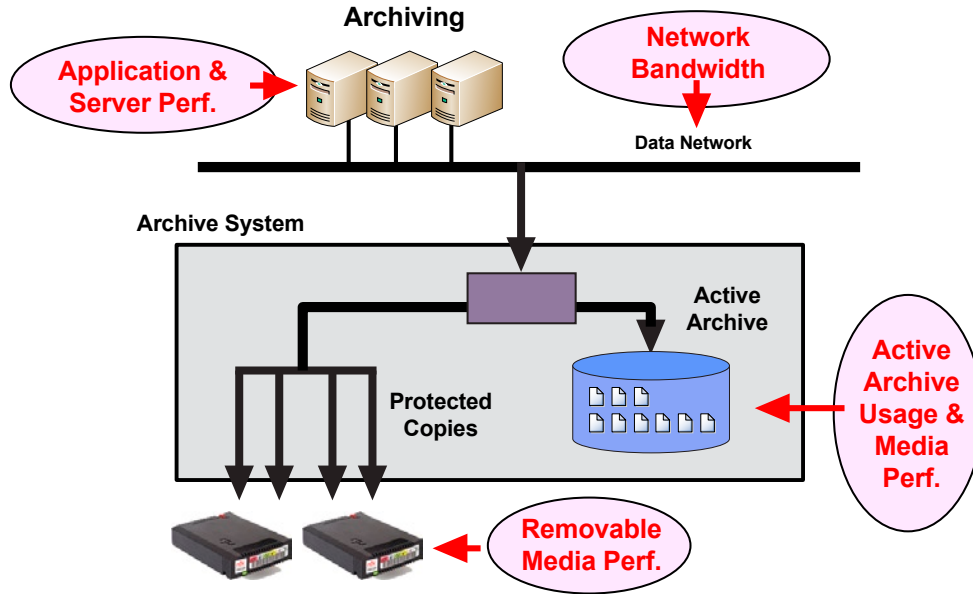 Archiving
Application &
Server Perf.
Network
Bandwidth
Data Network
Archive System
Active
Archive
Protected
Copies
Active
Archive
Usage &
Media
Perf.
Removable
Media Perf.